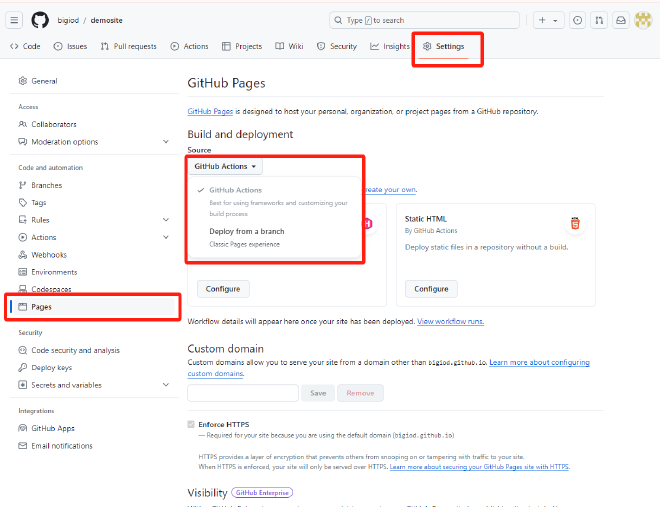 bigiod / demosite
Type / to search
Code Issues Pull requests Actions Projects Wiki Security Insights Settings
General
Access
Collaborators
Moderation options
Code and automation
Branches
Tags
Rules
Actions
Webhooks
Environments
Codespaces
Pages
Security
Code security and analysis
Deploy keys
Secrets and variables
Integrations
GitHub Apps
Email notifications
GitHub Pages
GitHub Pages is designed to host your personal, organization, or project pages from a GitHub repository.
Build and deployment
Source
GitHub Actions
GitHub Actions
Best for using frameworks and customizing your
build process
Deploy from a branch
Classic Pages experience
create your own.
Configure
Static HTML
By GitHub Actions
Deploy static files in a repository without a build.
Configure
Workflow details will appear here once your site has been deployed. View workflow runs.
Custom domain
Custom domains allow you to serve your site from a domain other than bigiod.github.io. Learn more about configuring
custom domains.
Save Remove
Enforce HTTPS
— Required for your site because you are using the default domain (bigiod.github.io)
HTTPS provides a layer of encryption that prevents others from snooping on or tampering with traffic to your site.
When HTTPS is enforced, your site will only be served over HTTPS. Learn more about securing your GitHub Pages site with HTTPS.
Visibility GitHub Enterprise